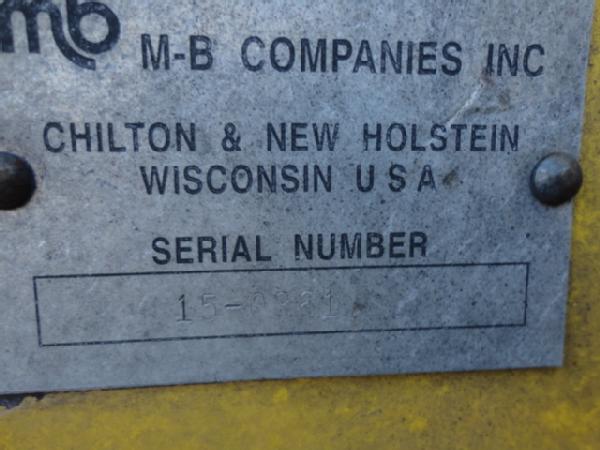 mb
M-B COMPANIES INC
CHILTON & NEW HOLSTEIN
WISCONSIN U S A
SERIAL NUMBER